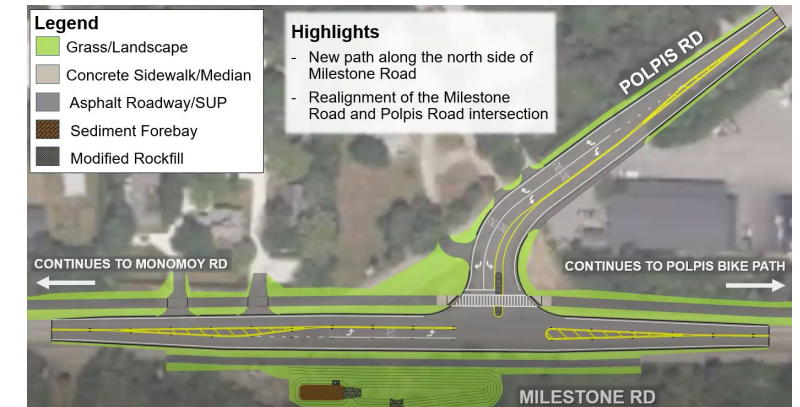 Legend
Grass/Landscape
Concrete Sidewalk/Median
Asphalt Roadway/SUP
Sediment Forebay
Modified Rockfill
Highlights
- New path along the north side of
Milestone Road
- Realignment of the Milestone
Road and Polpis Road intersection
POLPIS RD
CONTINUES TO MONOMOY RD
CONTINUES TO POLPIS BIKE PATH
MILESTONE RD